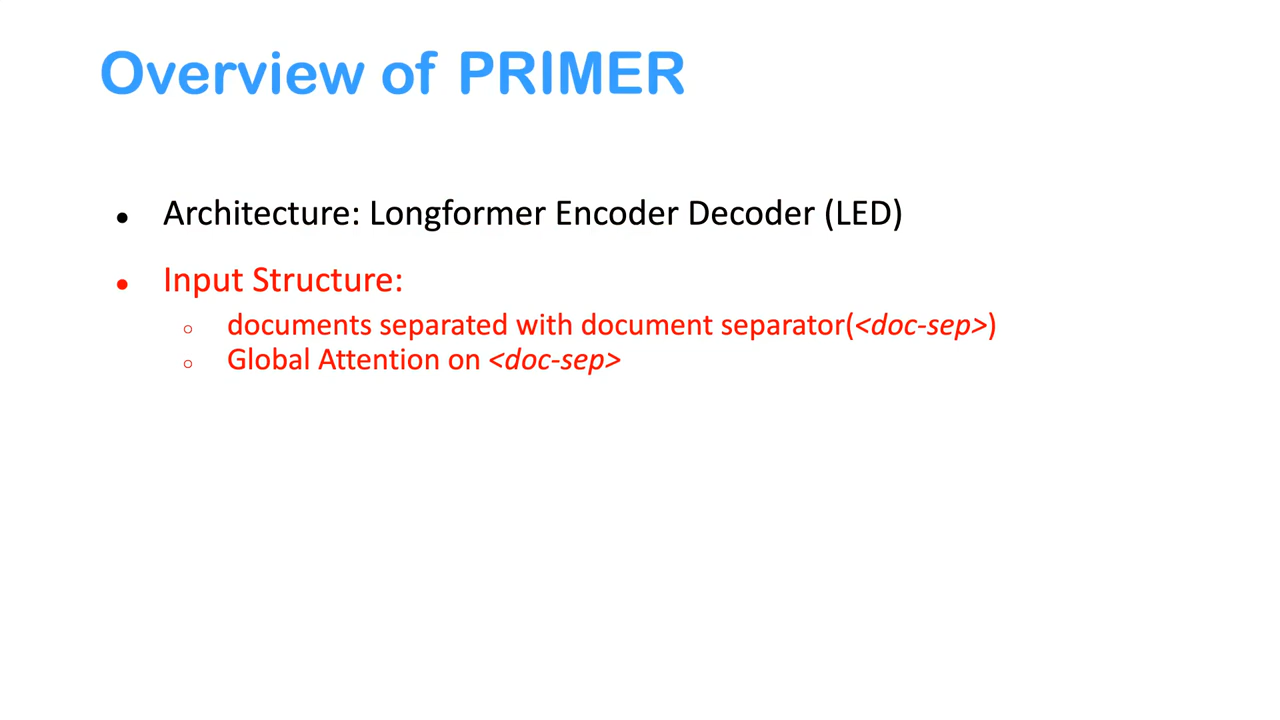 Overview of PRIMER
● Architecture: Longformer Encoder Decoder (LED)
● Input Structure:
○ documents separated with document separator(<doc-sep>)
○ Global Attention on <doc-sep>